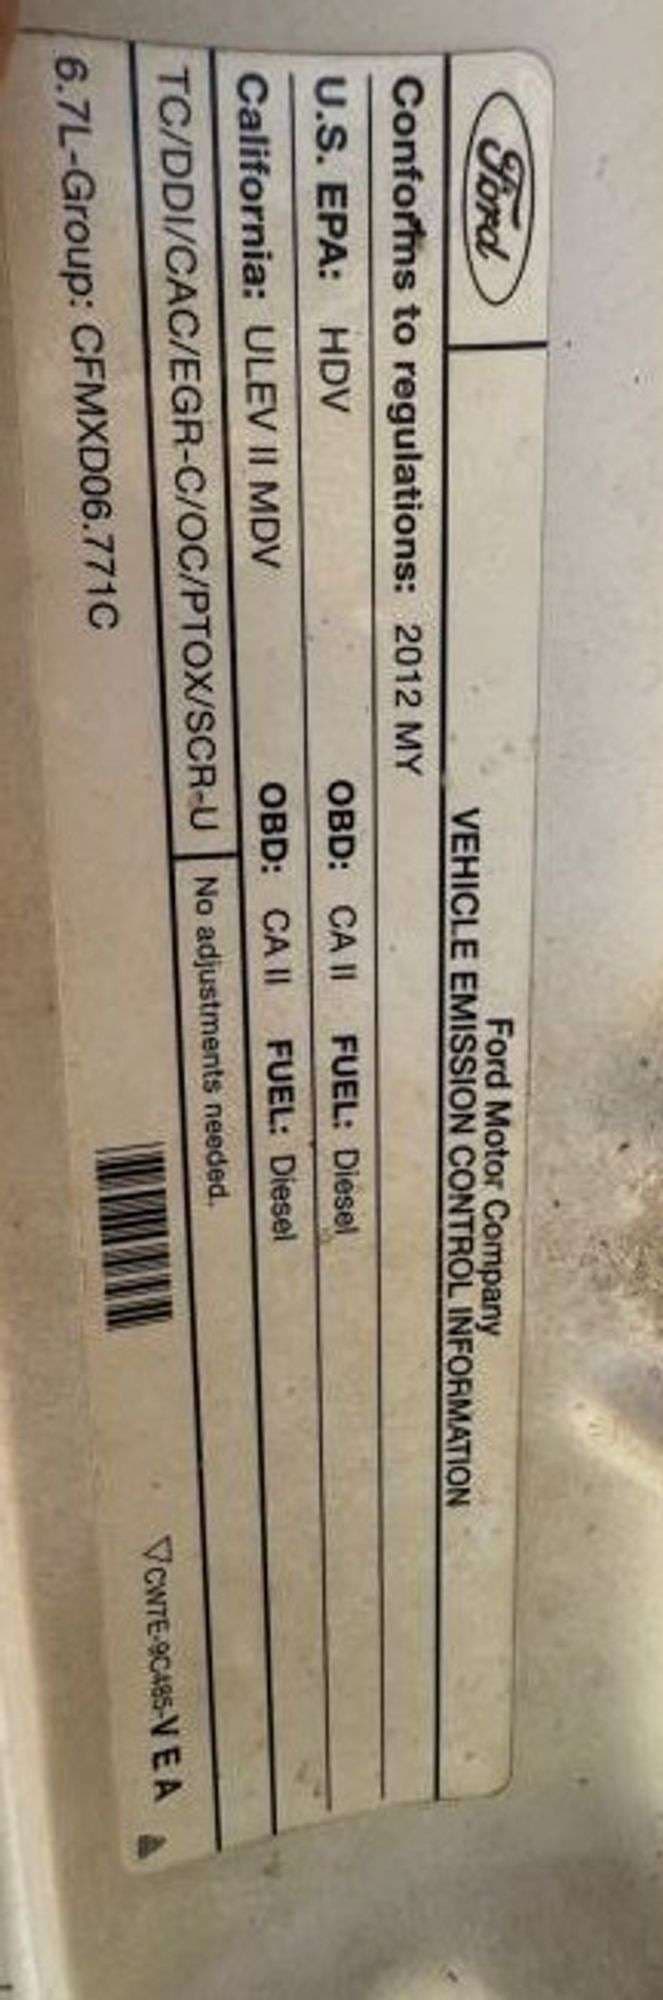 Ford
Ford Motor Company
VEHICLE EMISSION CONTROL INFORMATION
Conforms to regulations: 2012 MY
U.S. EPA: HDV OBD: CA II FUEL: Diesel
California: ULEV II MDV OBD: CA II FUEL: Diesel
TC/DDI/CAC/EGR-C/OC/PTOX/SCR-U No adjustments needed.
6.7L-Group: CFMXD06.771C
CW7E-9C485-VEA